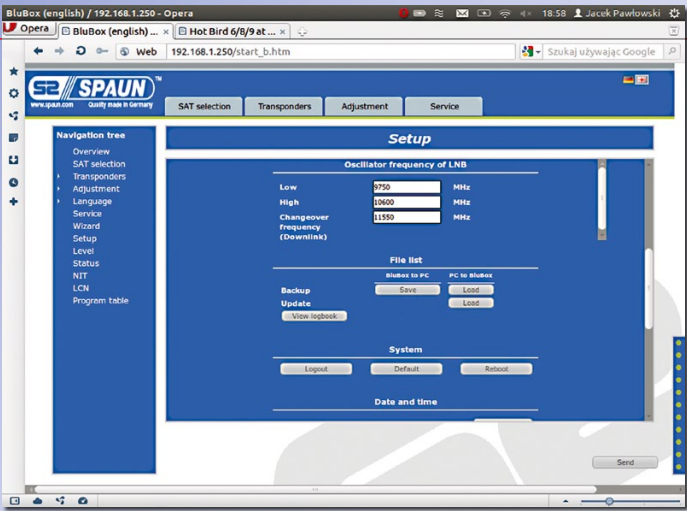 BluBox (english) / 192.168.1.250 - Opera
18:58 Jacek Pawłowski
Opera
BluBox (english) ... ×
Hot Bird 6/8/9 at ... ×
Web 192.168.1.250/start_b.htm
Szukaj używając Google
SPAUN ™
www.spaun.com Quality made in Germany
SAT selection Transponders Adjustment Service
Navigation tree
Overview
SAT selection
Transponders
Adjustment
Language
Service
Wizard
Setup
Level
Status
NIT
LCN
Program table
Setup
Oscillator frequency of LNB
Low 9750 MHz
High 10600 MHz
Changeover 11550 MHz
frequency
(Downlink)
File list
BluBox to PC PC to BluBox
Backup Save Load
Update Load
View logbook
System
Logout Default Reboot
Date and time
Send